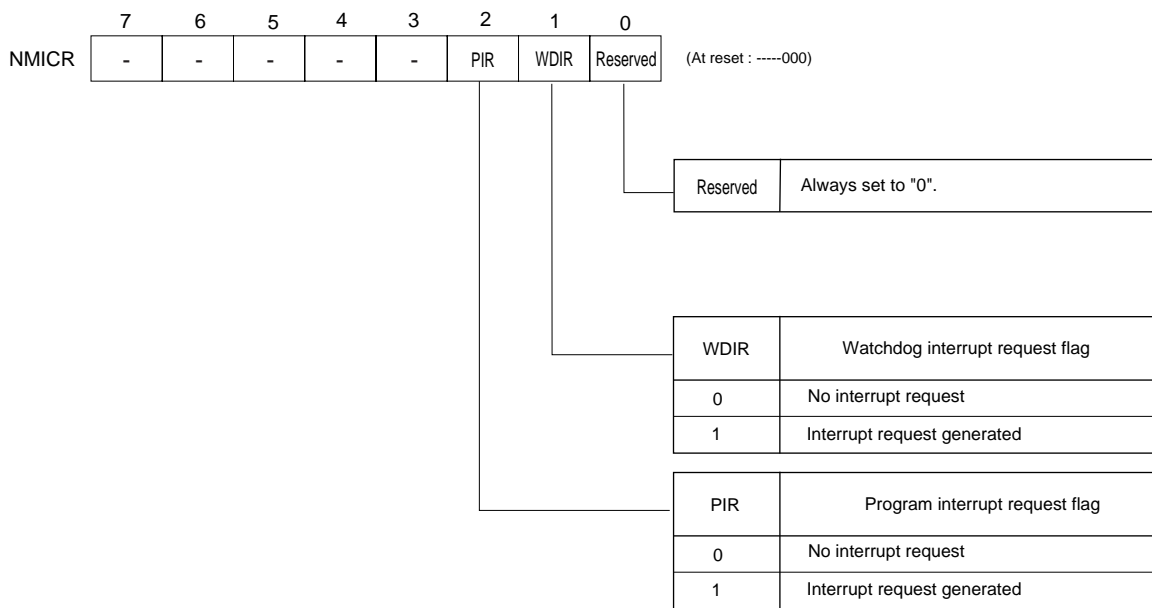 7 6 5 4 3 2 1 0
NMICR - - - - - PIR WDIR Reserved (At reset : -----000)
Reserved Always set to "0".
WDIR Watchdog interrupt request flag
0 No interrupt request
1 Interrupt request generated
PIR Program interrupt request flag
0 No interrupt request
1 Interrupt request generated